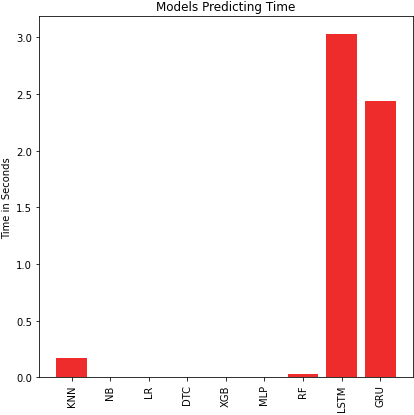 Models Predicting Time
Time in Seconds
3.0
2.5
2.0
1.5
1.0
0.5
0.0
KNN
NB
LR
DTC
XGB
MLP
RF
LSTM
GRU